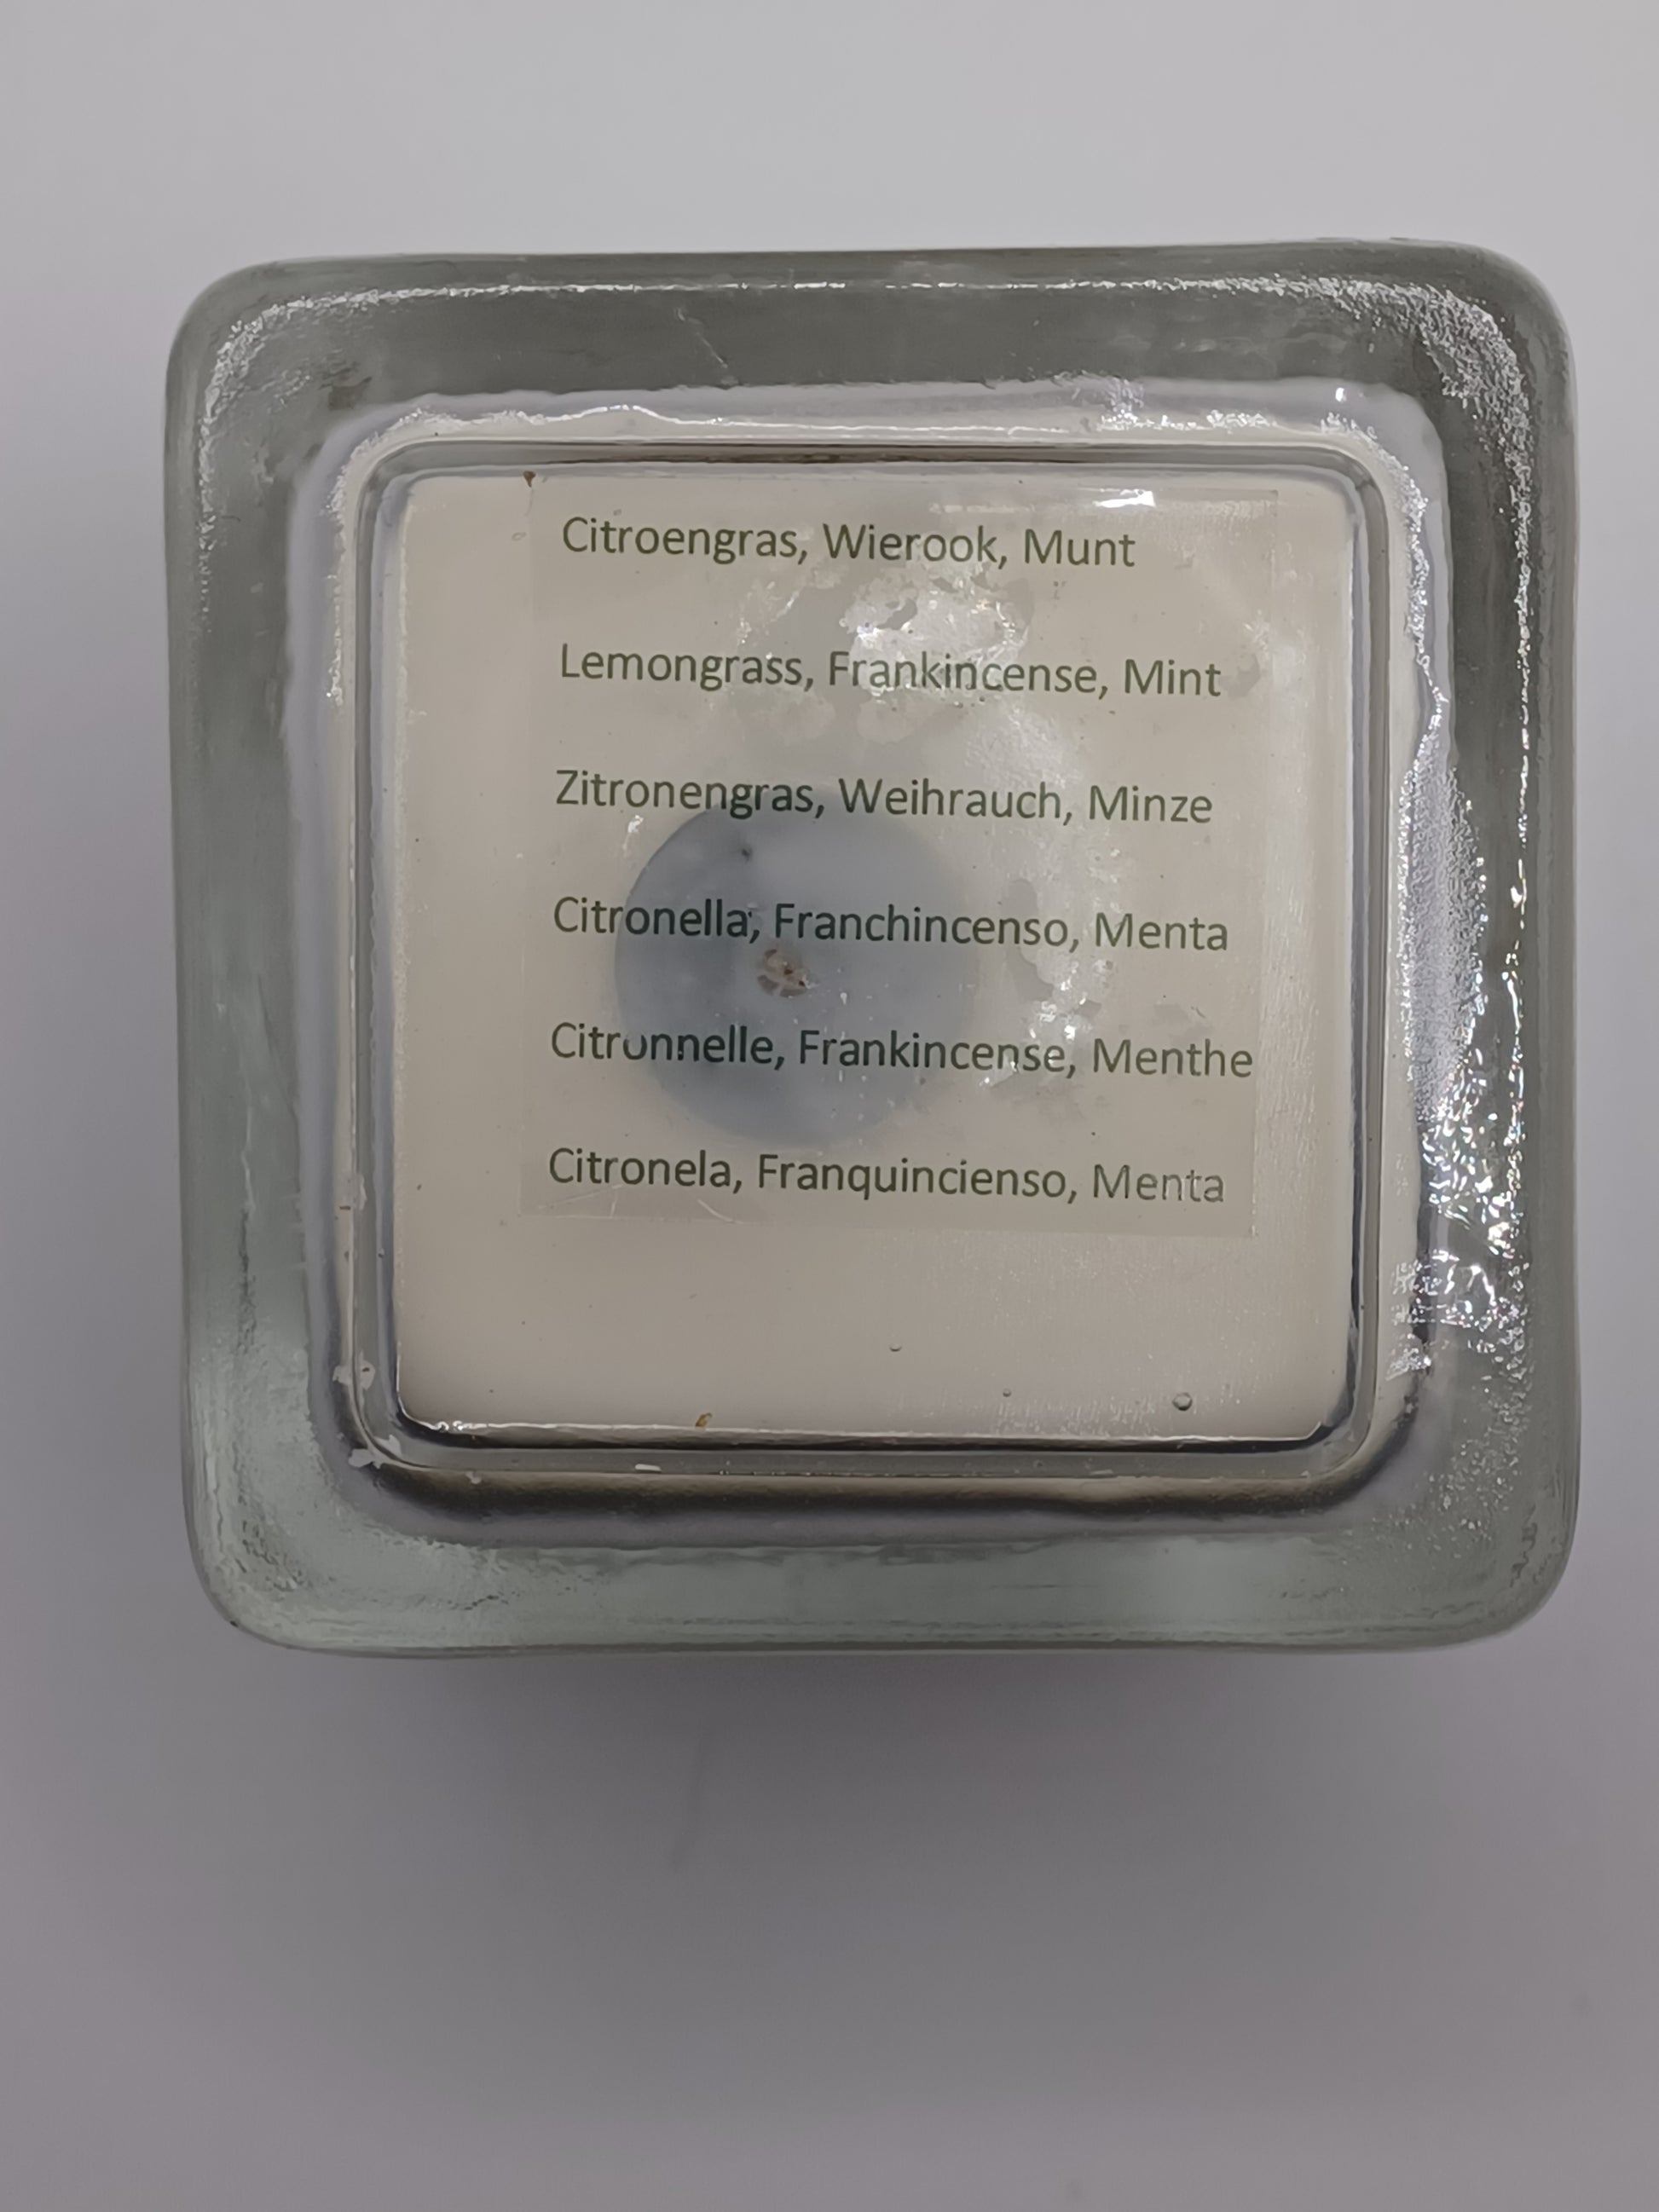 Citroengras, Wierook, Munt
Lemongrass, Frankincense, Mint
Zitronengras, Weihrauch, Minze
Citronella, Franchincenso, Menta
Citronnelle, Frankincense, Menthe
Citronela, Franquincienso, Menta